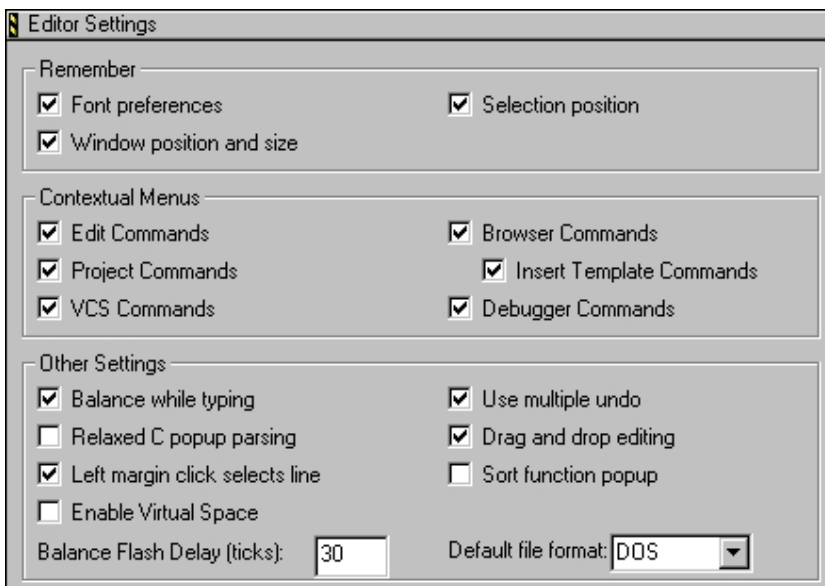 Editor Settings
Remember
Font preferences
Selection position
Window position and size
Contextual Menus
Edit Commands
Browser Commands
Project Commands
Insert Template Commands
VCS Commands
Debugger Commands
Other Settings
Balance while typing
Use multiple undo
Relaxed C popup parsing
Drag and drop editing
Left margin click selects line
Sort function popup
Enable Virtual Space
Balance Flash Delay (ticks): 30
Default file format: DOS